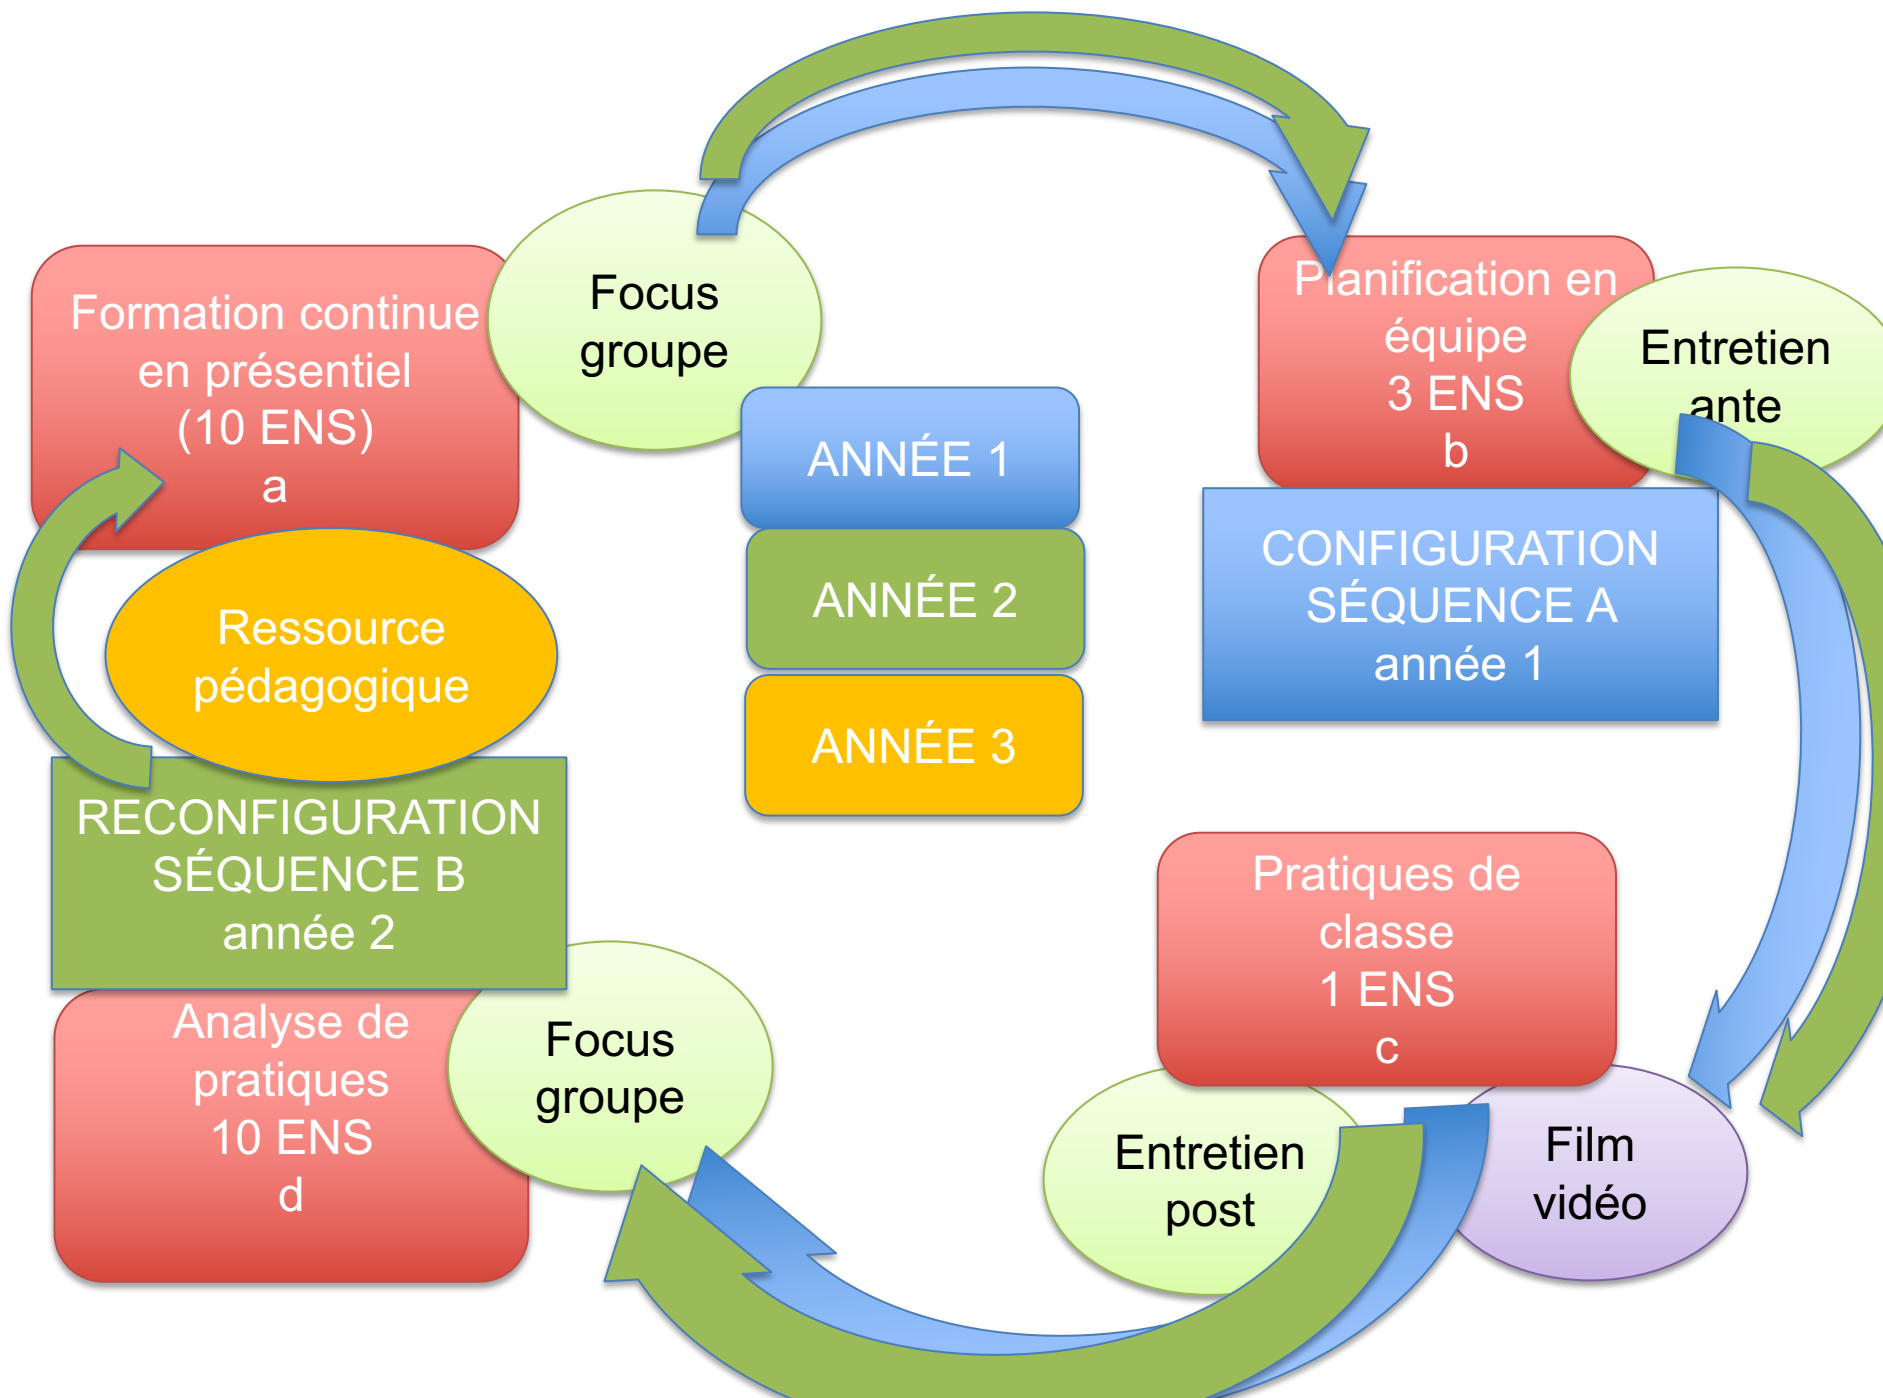 Formation continue
en présentiel
(10 ENS)
a
Focus
groupe
Planification en
équipe
3 ENS
b
Entretien
ante
ANNÉE 1
ANNÉE 2
ANNÉE 3
CONFIGURATION
SÉQUENCE A
année 1
Ressource
pédagogique
RECONFIGURATION
SÉQUENCE B
année 2
Pratiques de
classe
1 ENS
c
Analyse de
pratiques
10 ENS
d
Focus
groupe
Entretien
post
Film
vidéo